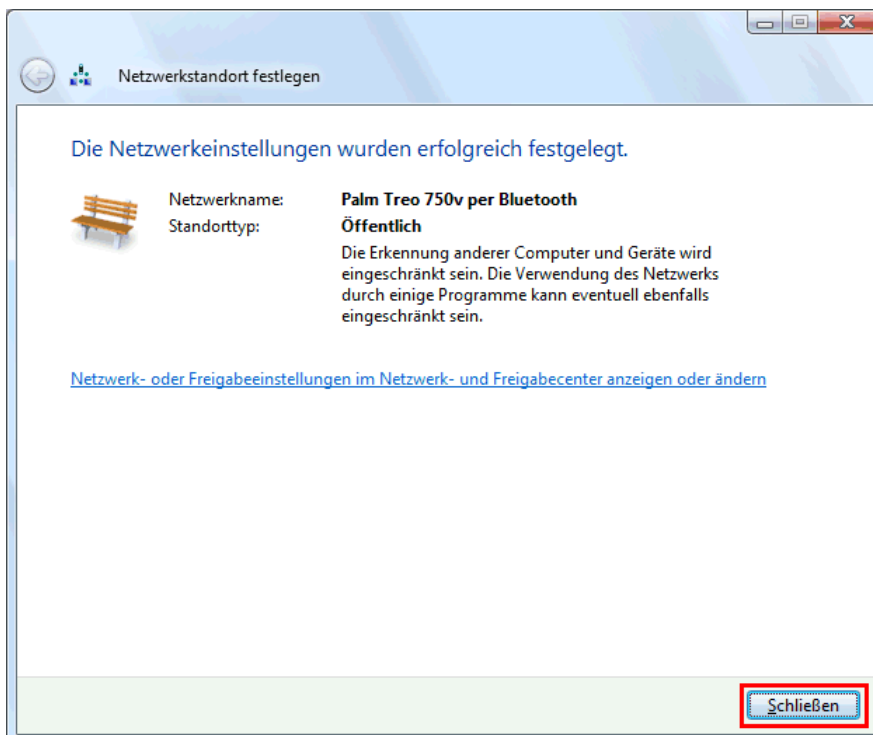 Netzwerkstandort festlegen
Die Netzwerkeinstellungen wurden erfolgreich festgelegt.
Netzwerkname: Palm Treo 750v per Bluetooth
Standorttyp: Öffentlich
Die Erkennung anderer Computer und Geräte wird
eingeschränkt sein. Die Verwendung des Netzwerks
durch einige Programme kann eventuell ebenfalls
eingeschränkt sein.
Netzwerk- oder Freigabeeinstellungen im Netzwerk- und Freigabecenter anzeigen oder ändern
Schließen